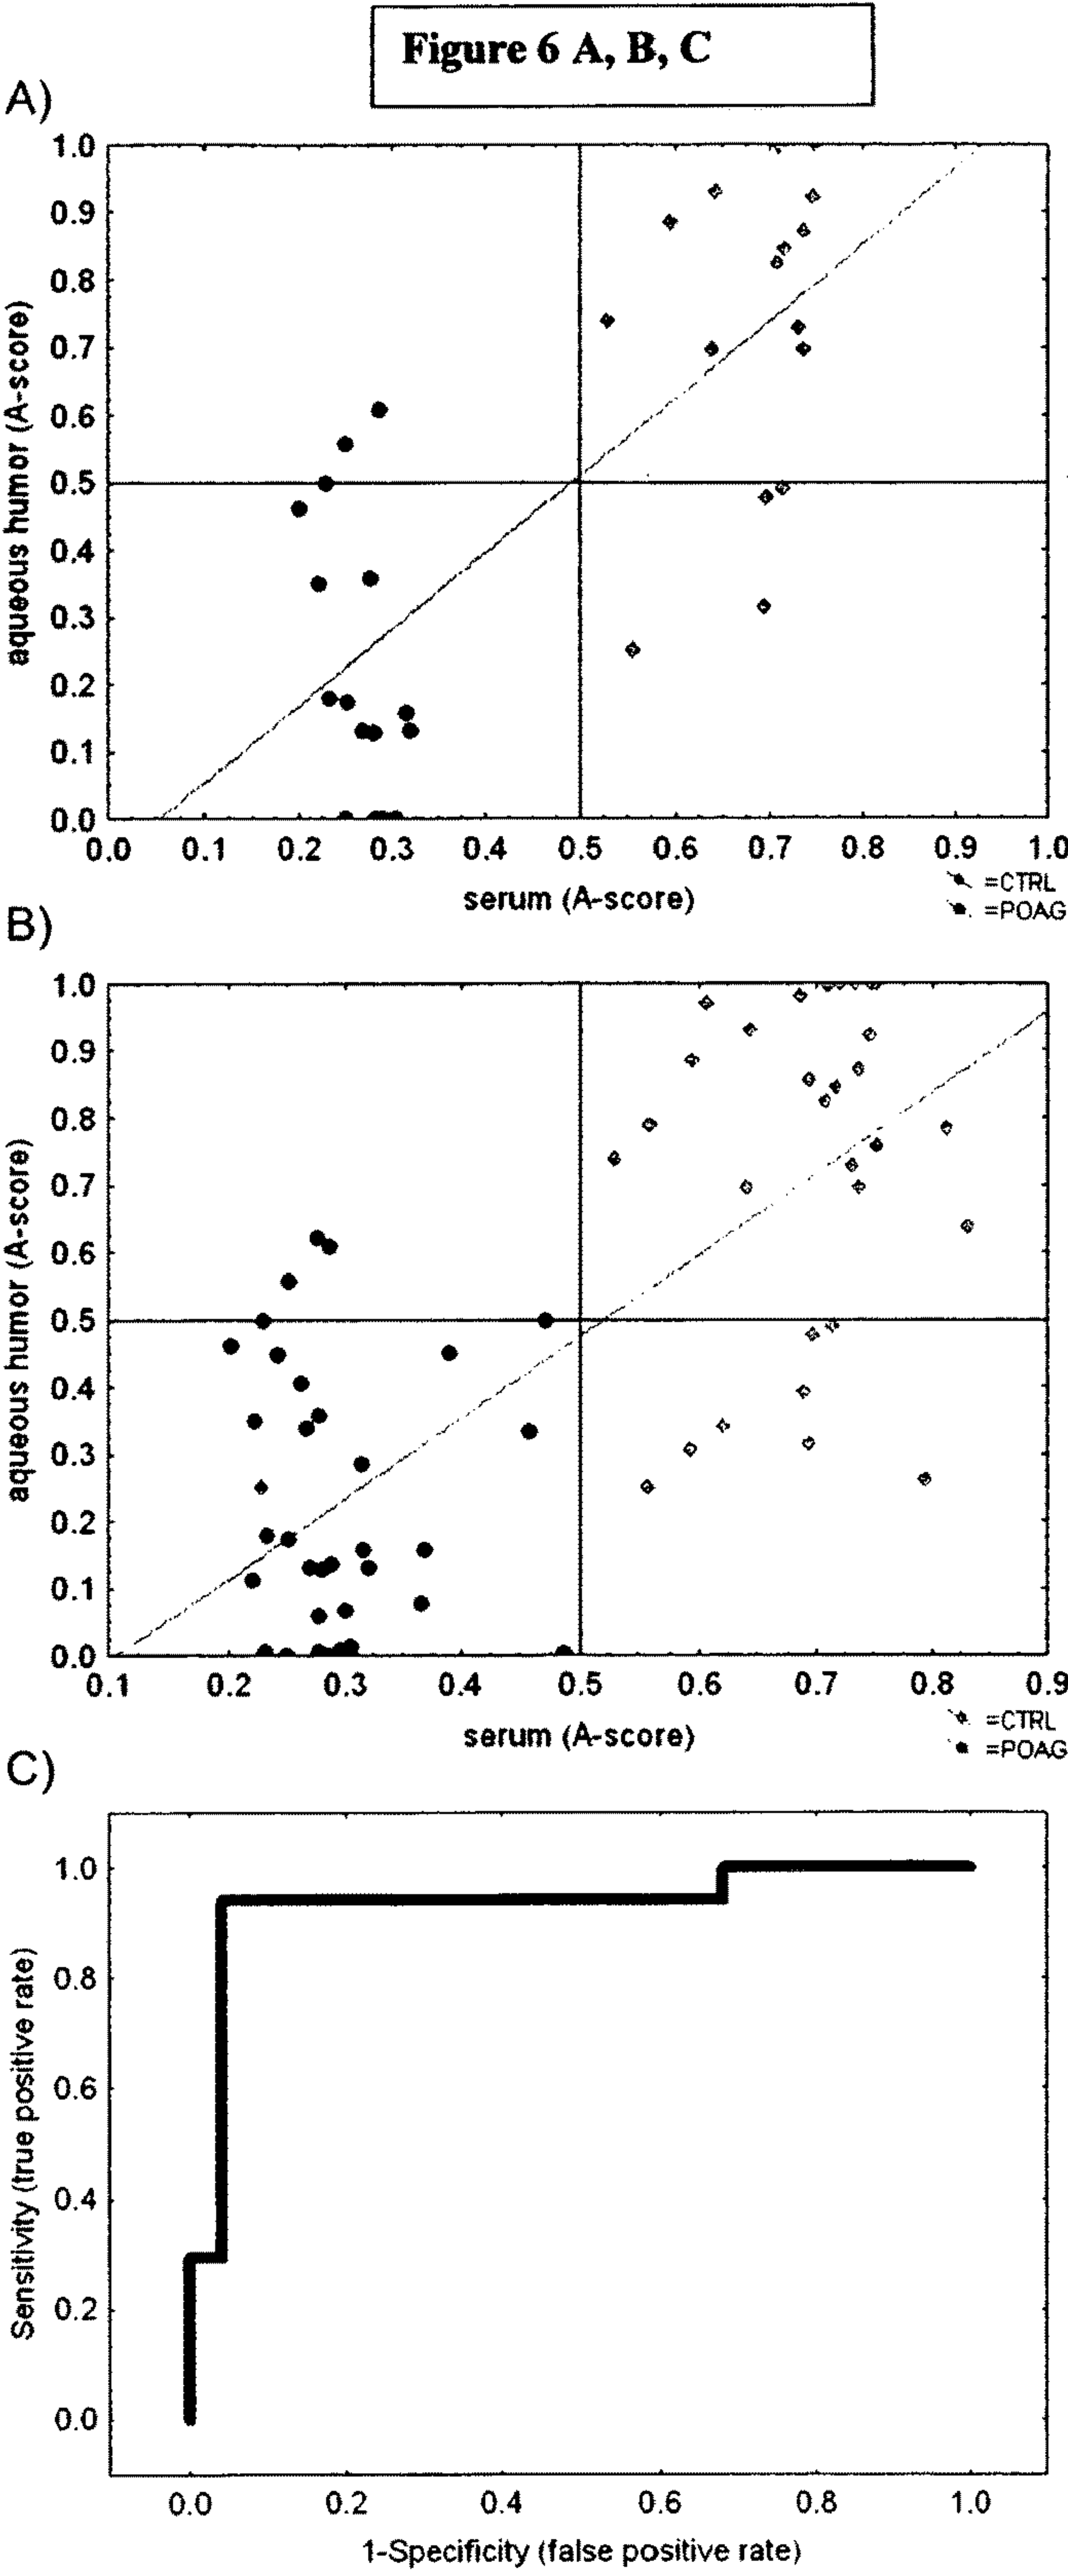 Figure 6 A, B, C
A)
1.0
0.9
0.8
0.7
0.6
0.5
0.4
0.3
0.2
0.1
0.0
aqueous humor (A-score)
0.0 0.1 0.2 0.3 0.4 0.5 0.6 0.7 0.8 0.9 1.0
serum (A-score)
=CTRL
=POAG
B)
1.0
0.9
0.8
0.7
0.6
0.5
0.4
0.3
0.2
0.1
0.0
aqueous humor (A-score)
0.1 0.2 0.3 0.4 0.5 0.6 0.7 0.8 0.9
serum (A-score)
=CTRL
=POAG
C)
1.0
0.8
0.6
0.4
0.2
0.0
Sensitivity (true positive rate)
0.0 0.2 0.4 0.6 0.8 1.0
1-Specificity (false positive rate)